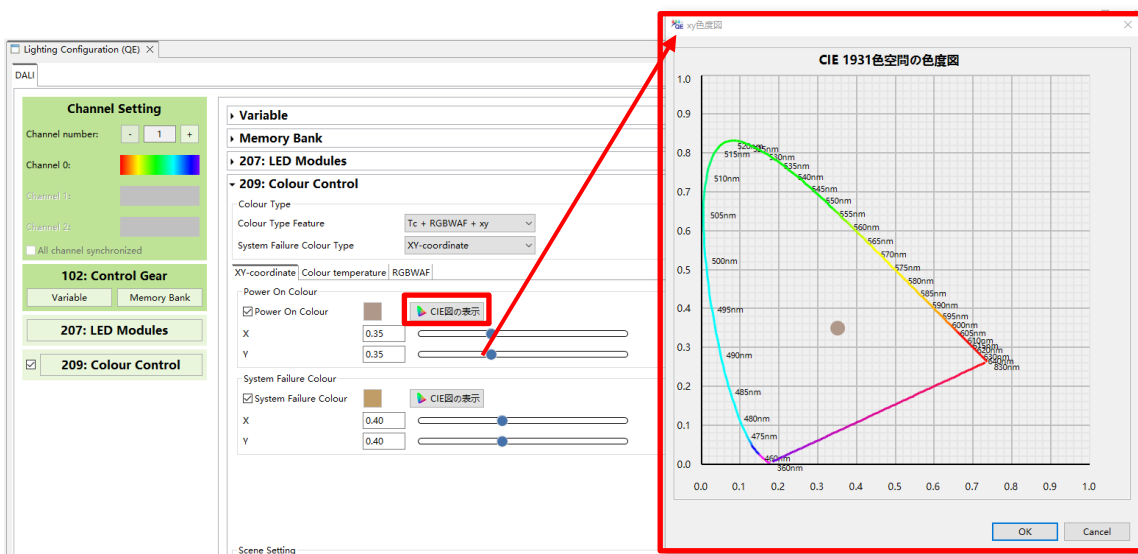 Lighting Configuration (QE)
DALI
Channel Setting
Channel number: - 1 +
Channel 0:
Channel 1:
Channel 2:
All channel synchronized
102: Control Gear
Variable Memory Bank
207: LED Modules
209: Colour Control
Variable
Memory Bank
207: LED Modules
209: Colour Control
Colour Type
Colour Type Feature Tc + RGBWAF + xy
System Failure Colour Type XY-coordinate
XY-coordinate Colour temperature RGBWAF
Power On Colour
Power On Colour CIE図の表示
X 0.35
Y 0.35
System Failure Colour
System Failure Colour CIE図の表示
X 0.40
Y 0.40
Scene Setting
QE xy色度図
CIE 1931色空間の色度図
1.0
0.9
0.8
0.7
0.6
0.5
0.4
0.3
0.2
0.1
0.0
0.0 0.1 0.2 0.3 0.4 0.5 0.6 0.7 0.8 0.9 1.0
520nm
525nm
515nm
530nm
535nm
510nm
540nm
545nm
550nm
505nm
555nm
560nm
565nm
500nm
570nm
575nm
580nm
585nm
495nm
590nm
595nm
600nm
605nm
610nm
490nm
620nm
630nm
640nm
830nm
485nm
480nm
475nm
460nm
360nm
OK Cancel